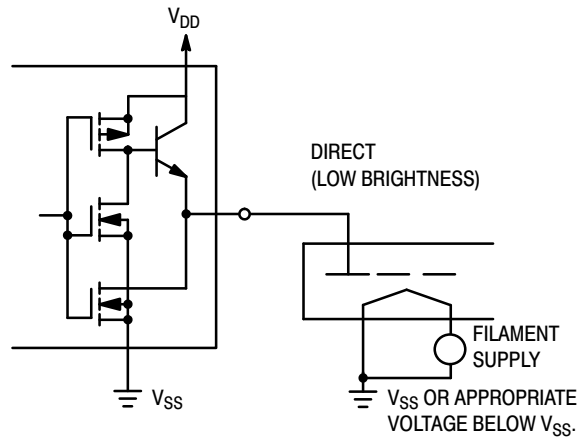 VDD
DIRECT
(LOW BRIGHTNESS)
FILAMENT
SUPPLY
VSS
VSS OR APPROPRIATE
VOLTAGE BELOW VSS.